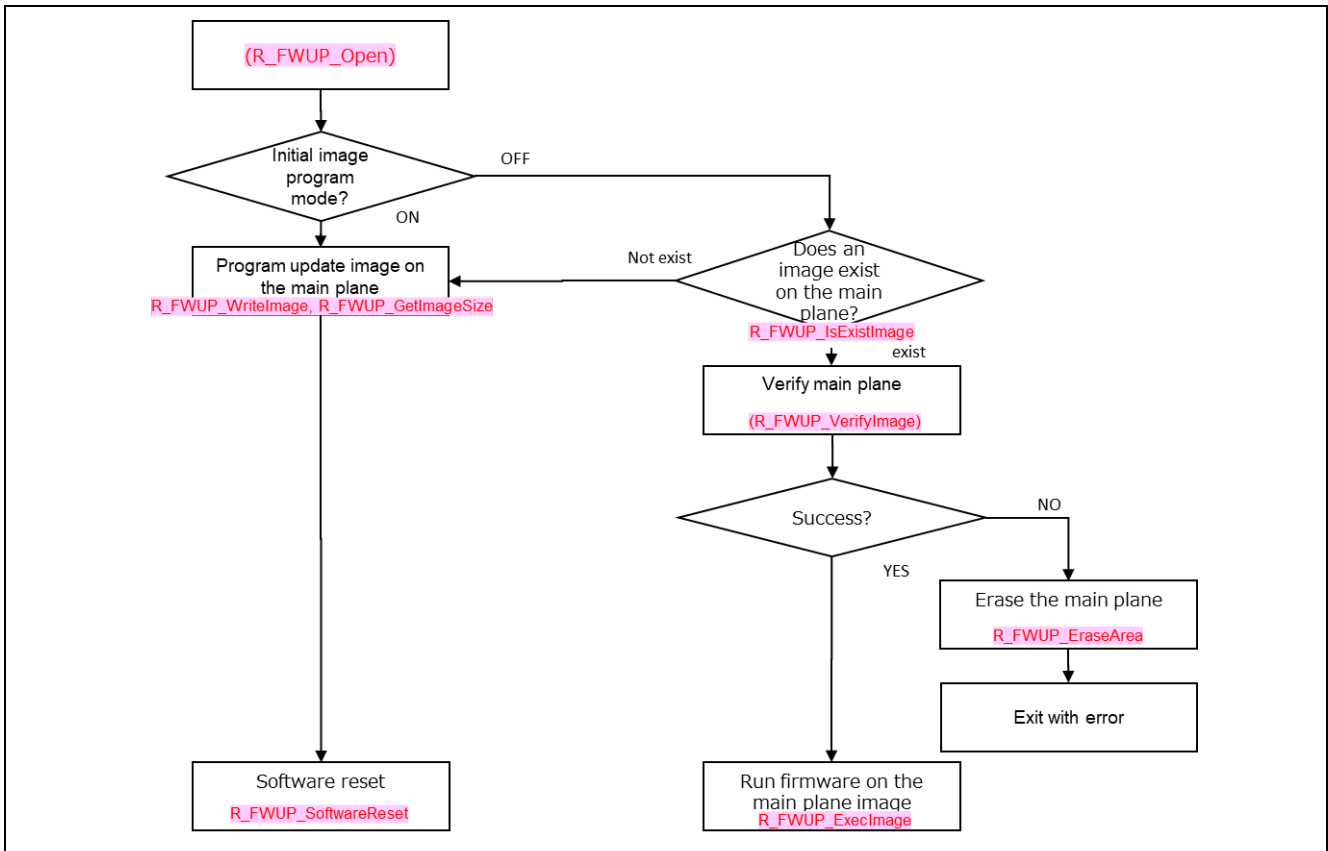 (R_FWUP_Open)
Initial image
program
mode?
OFF
ON
Program update image on
the main plane
R_FWUP_WriteImage, R_FWUP_GetImageSize
Not exist
Does an
image exist
on the main
plane?
R_FWUP_IsExistImage
exist
Verify main plane
(R_FWUP_VerifyImage)
Success?
NO
YES
Erase the main plane
R_FWUP_EraseArea
Exit with error
Software reset
R_FWUP_SoftwareReset
Run firmware on the
main plane image
R_FWUP_ExecImage